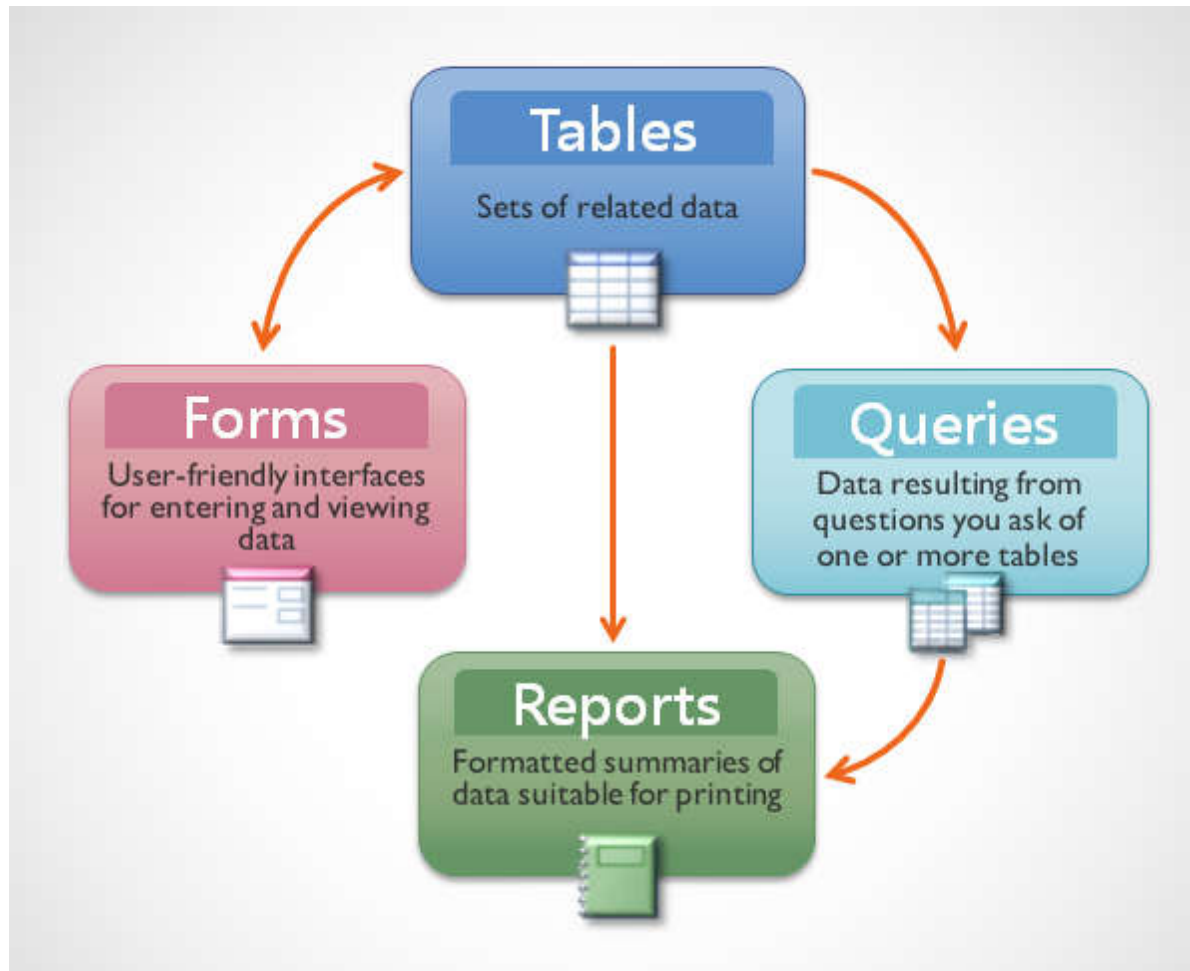 Tables
Sets of related data
Forms
User-friendly interfaces
for entering and viewing
data
Queries
Data resulting from
questions you ask of
one or more tables
Reports
Formatted summaries of
data suitable for printing